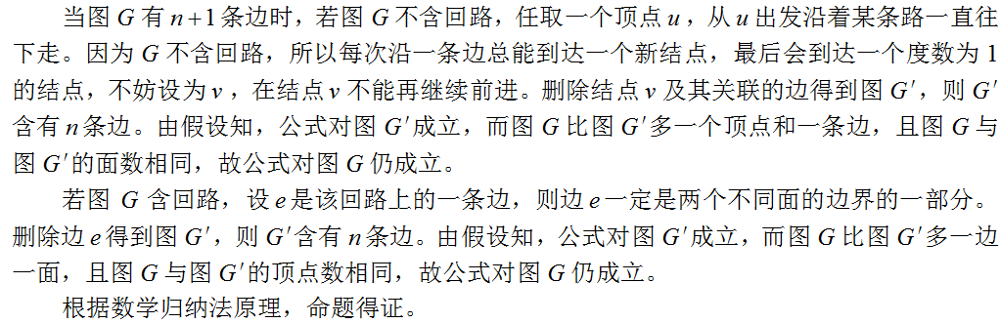 当图 G 有 n+1 条边时，若图 G 不含回路，任取一个顶点 u ，从 u 出发沿着某条路一直往
下走。因为 G 不含回路，所以每次沿一条边总能到达一个新结点，最后会到达一个度数为 1
的结点，不妨设为 v ，在结点 v 不能再继续前进。删除结点 v 及其关联的边得到图 G′，则 G′
含有 n 条边。由假设知，公式对图 G′成立，而图 G 比图 G′多一个顶点和一条边，且图 G 与
图 G′的面数相同，故公式对图 G 仍成立。
若图 G 含回路，设 e 是该回路上的一条边，则边 e 一定是两个不同面的边界的一部分。
删除边 e 得到图 G′，则 G′含有 n 条边。由假设知，公式对图 G′成立，而图 G 比图 G′多一边
一面，且图 G 与图 G′的顶点数相同，故公式对图 G 仍成立。
根据数学归纳法原理，命题得证。